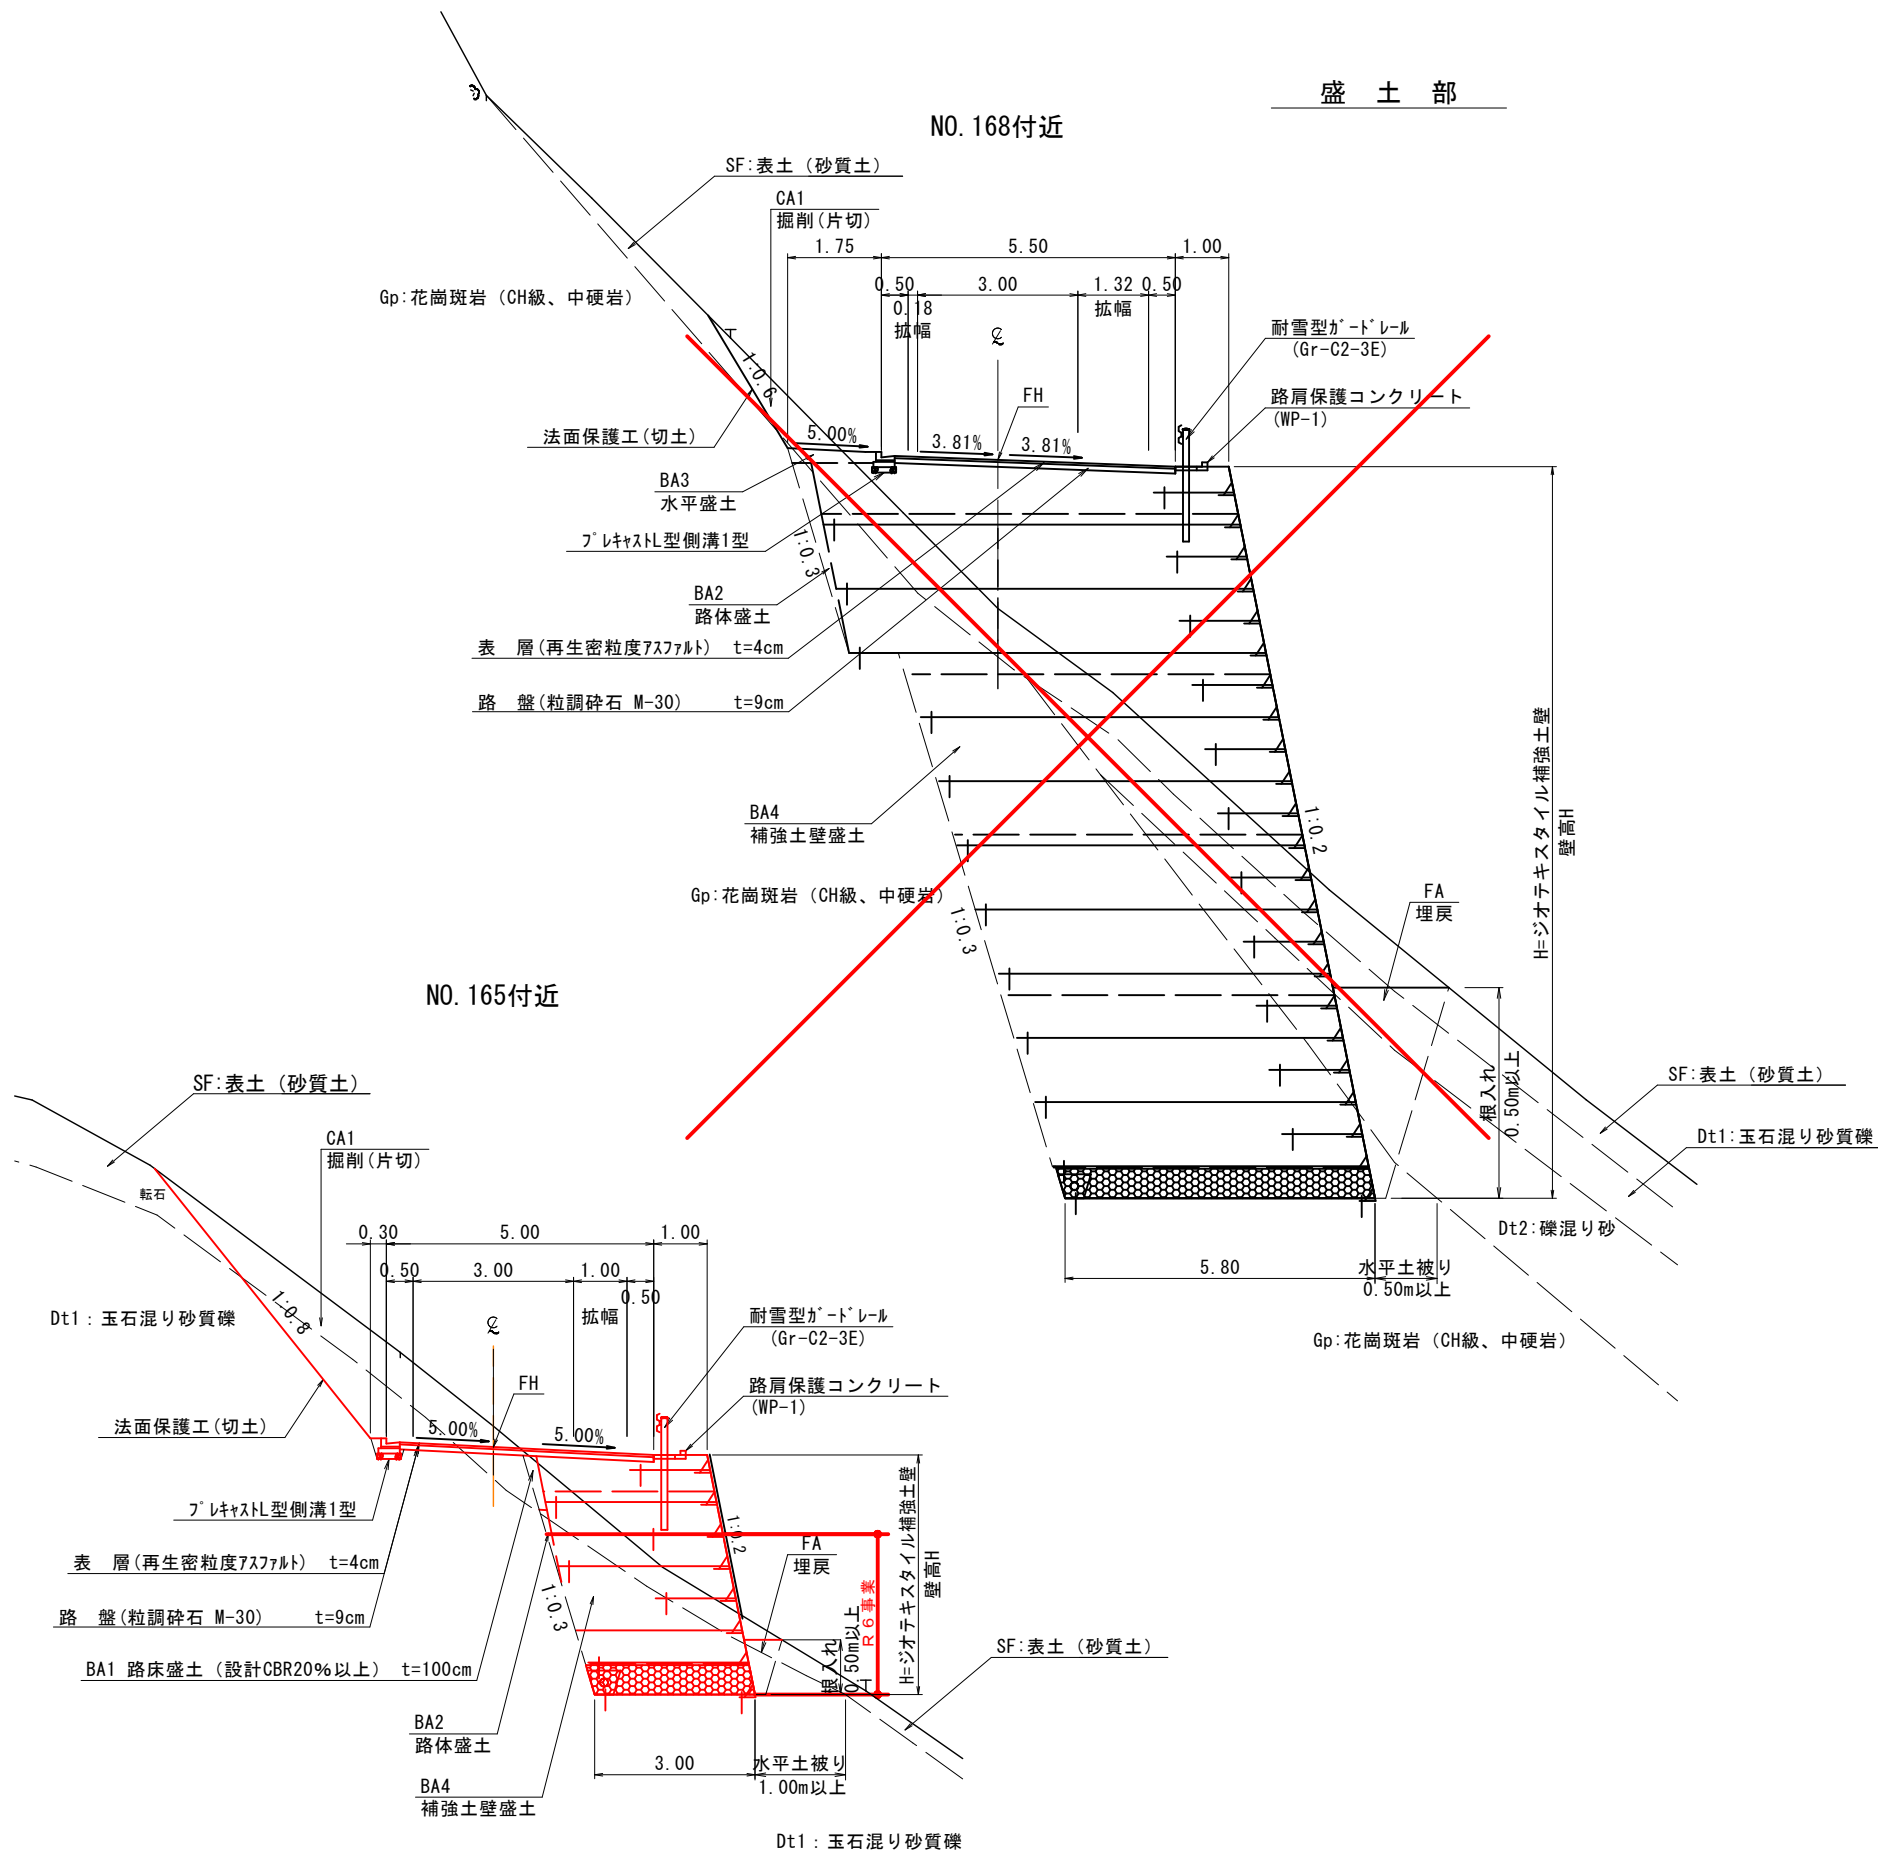 盛 土 部
NO.168付近
SF:表土（砂質土）
CA1
掘削(片切)
1.75
5.50
1.00
Gp:花崗斑岩（CH級、中硬岩）
0.50
3.00
1.32
0.50
0.18
拡幅
拡幅
耐雪型ｶﾞｰﾄﾞﾚｰﾙ
(Gr-C2-3E)
1:0.6
FH
路肩保護コンクリート
(WP-1)
法面保護工(切土)
5.00%
3.81%
3.81%
BA3
水平盛土
ﾌﾟﾚｷｬｽﾄL型側溝1型
1:0.3
BA2
路体盛土
表　層(再生密粒度ｱｽﾌｧﾙﾄ)　t=4cm
路　盤(粒調砕石 M-30)　t=9cm
H=ジオテキスタイル補強土壁
壁高H
BA4
補強土壁盛土
1:0.2
Gp:花崗斑岩（CH級、中硬岩）
1:0.3
FA
埋戻
根入れ
0.50m以上
SF:表土（砂質土）
Dt1:玉石混り砂質礫
Dt2:礫混り砂
5.80
水平土被り
0.50m以上
Gp:花崗斑岩（CH級、中硬岩）
NO.165付近
SF:表土（砂質土）
CA1
掘削(片切)
転石
0.30
5.00
1.00
0.50
3.00
1.00
0.50
拡幅
1:0.8
Dt1：玉石混り砂質礫
耐雪型ｶﾞｰﾄﾞﾚｰﾙ
(Gr-C2-3E)
FH
路肩保護コンクリート
(WP-1)
法面保護工(切土)
5.00%
5.00%
ﾌﾟﾚｷｬｽﾄL型側溝1型
1:0.2
FA
埋戻
表　層(再生密粒度ｱｽﾌｧﾙﾄ)　t=4cm
路　盤(粒調砕石 M-30)　t=9cm
1:0.3
根入れ
0.50m以上
R6事業
H=ジオテキスタイル補強土壁
壁高H
BA1 路床盛土（設計CBR20%以上）　t=100cm
SF:表土（砂質土）
BA2
路体盛土
BA4
補強土壁盛土
3.00
水平土被り
1.00m以上
Dt1：玉石混り砂質礫